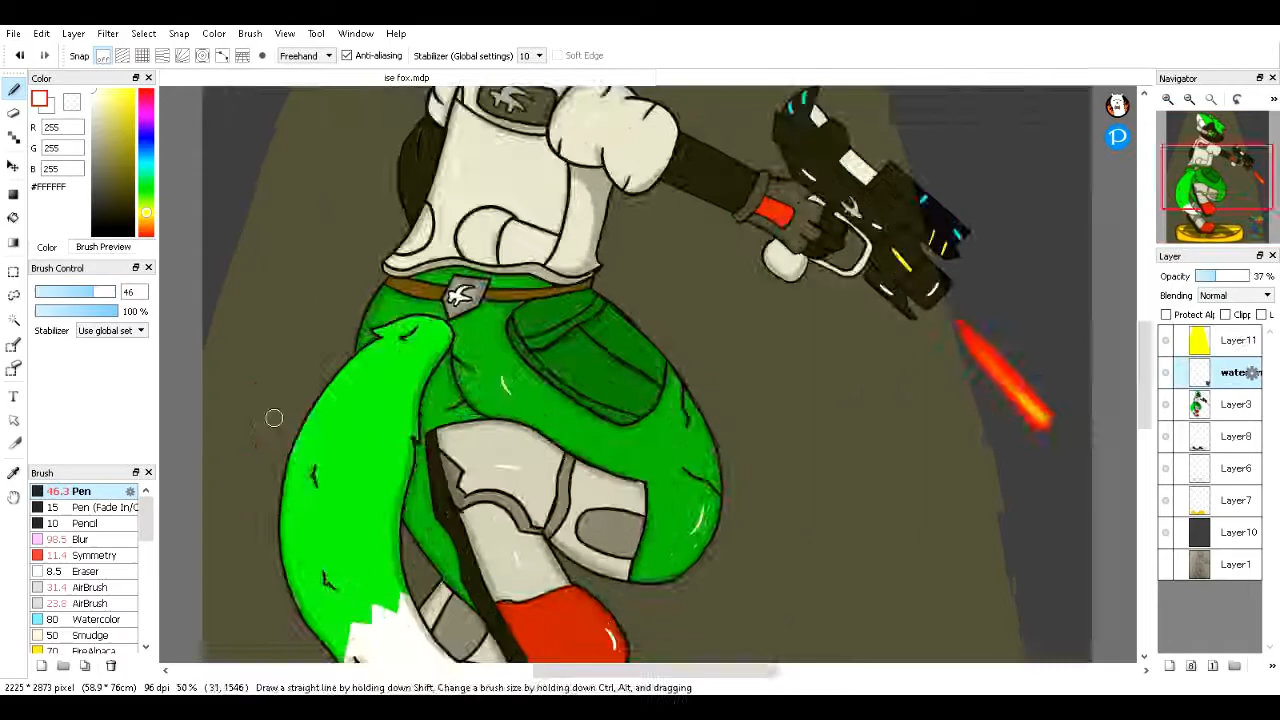 File Edit Layer Filter Select Snap Color Brush View Tool Window Help
Snap off Freehand Anti-aliasing Stabilizer (Global settings) 10 Soft Edge
Color
ise fox.mdp
Navigator
R 255
G 255
B 255
#FFFFFF
Color Brush Preview
Brush Control
46
100 %
Stabilizer Use global set
Layer
Opacity 37 %
Blending Normal
Protect Al Clip L
Layer11
Layer3
Layer8
Layer6
Layer7
Layer10
Layer1
Brush
46.3 Pen
15 Pen (Fade In/O
10 Pencil
98.5 Blur
11.4 Symmetry
8.5 Eraser
31.4 AirBrush
23.8 AirBrush
80 Watercolor
50 Smudge
70 FireAlpaca
2225 * 2873 pixel (58.9 * 76cm) 96 dpi 50 % (31, 1546) Draw a straight line by holding down Shift, Change a brush size by holding down Ctrl, Alt, and dragging